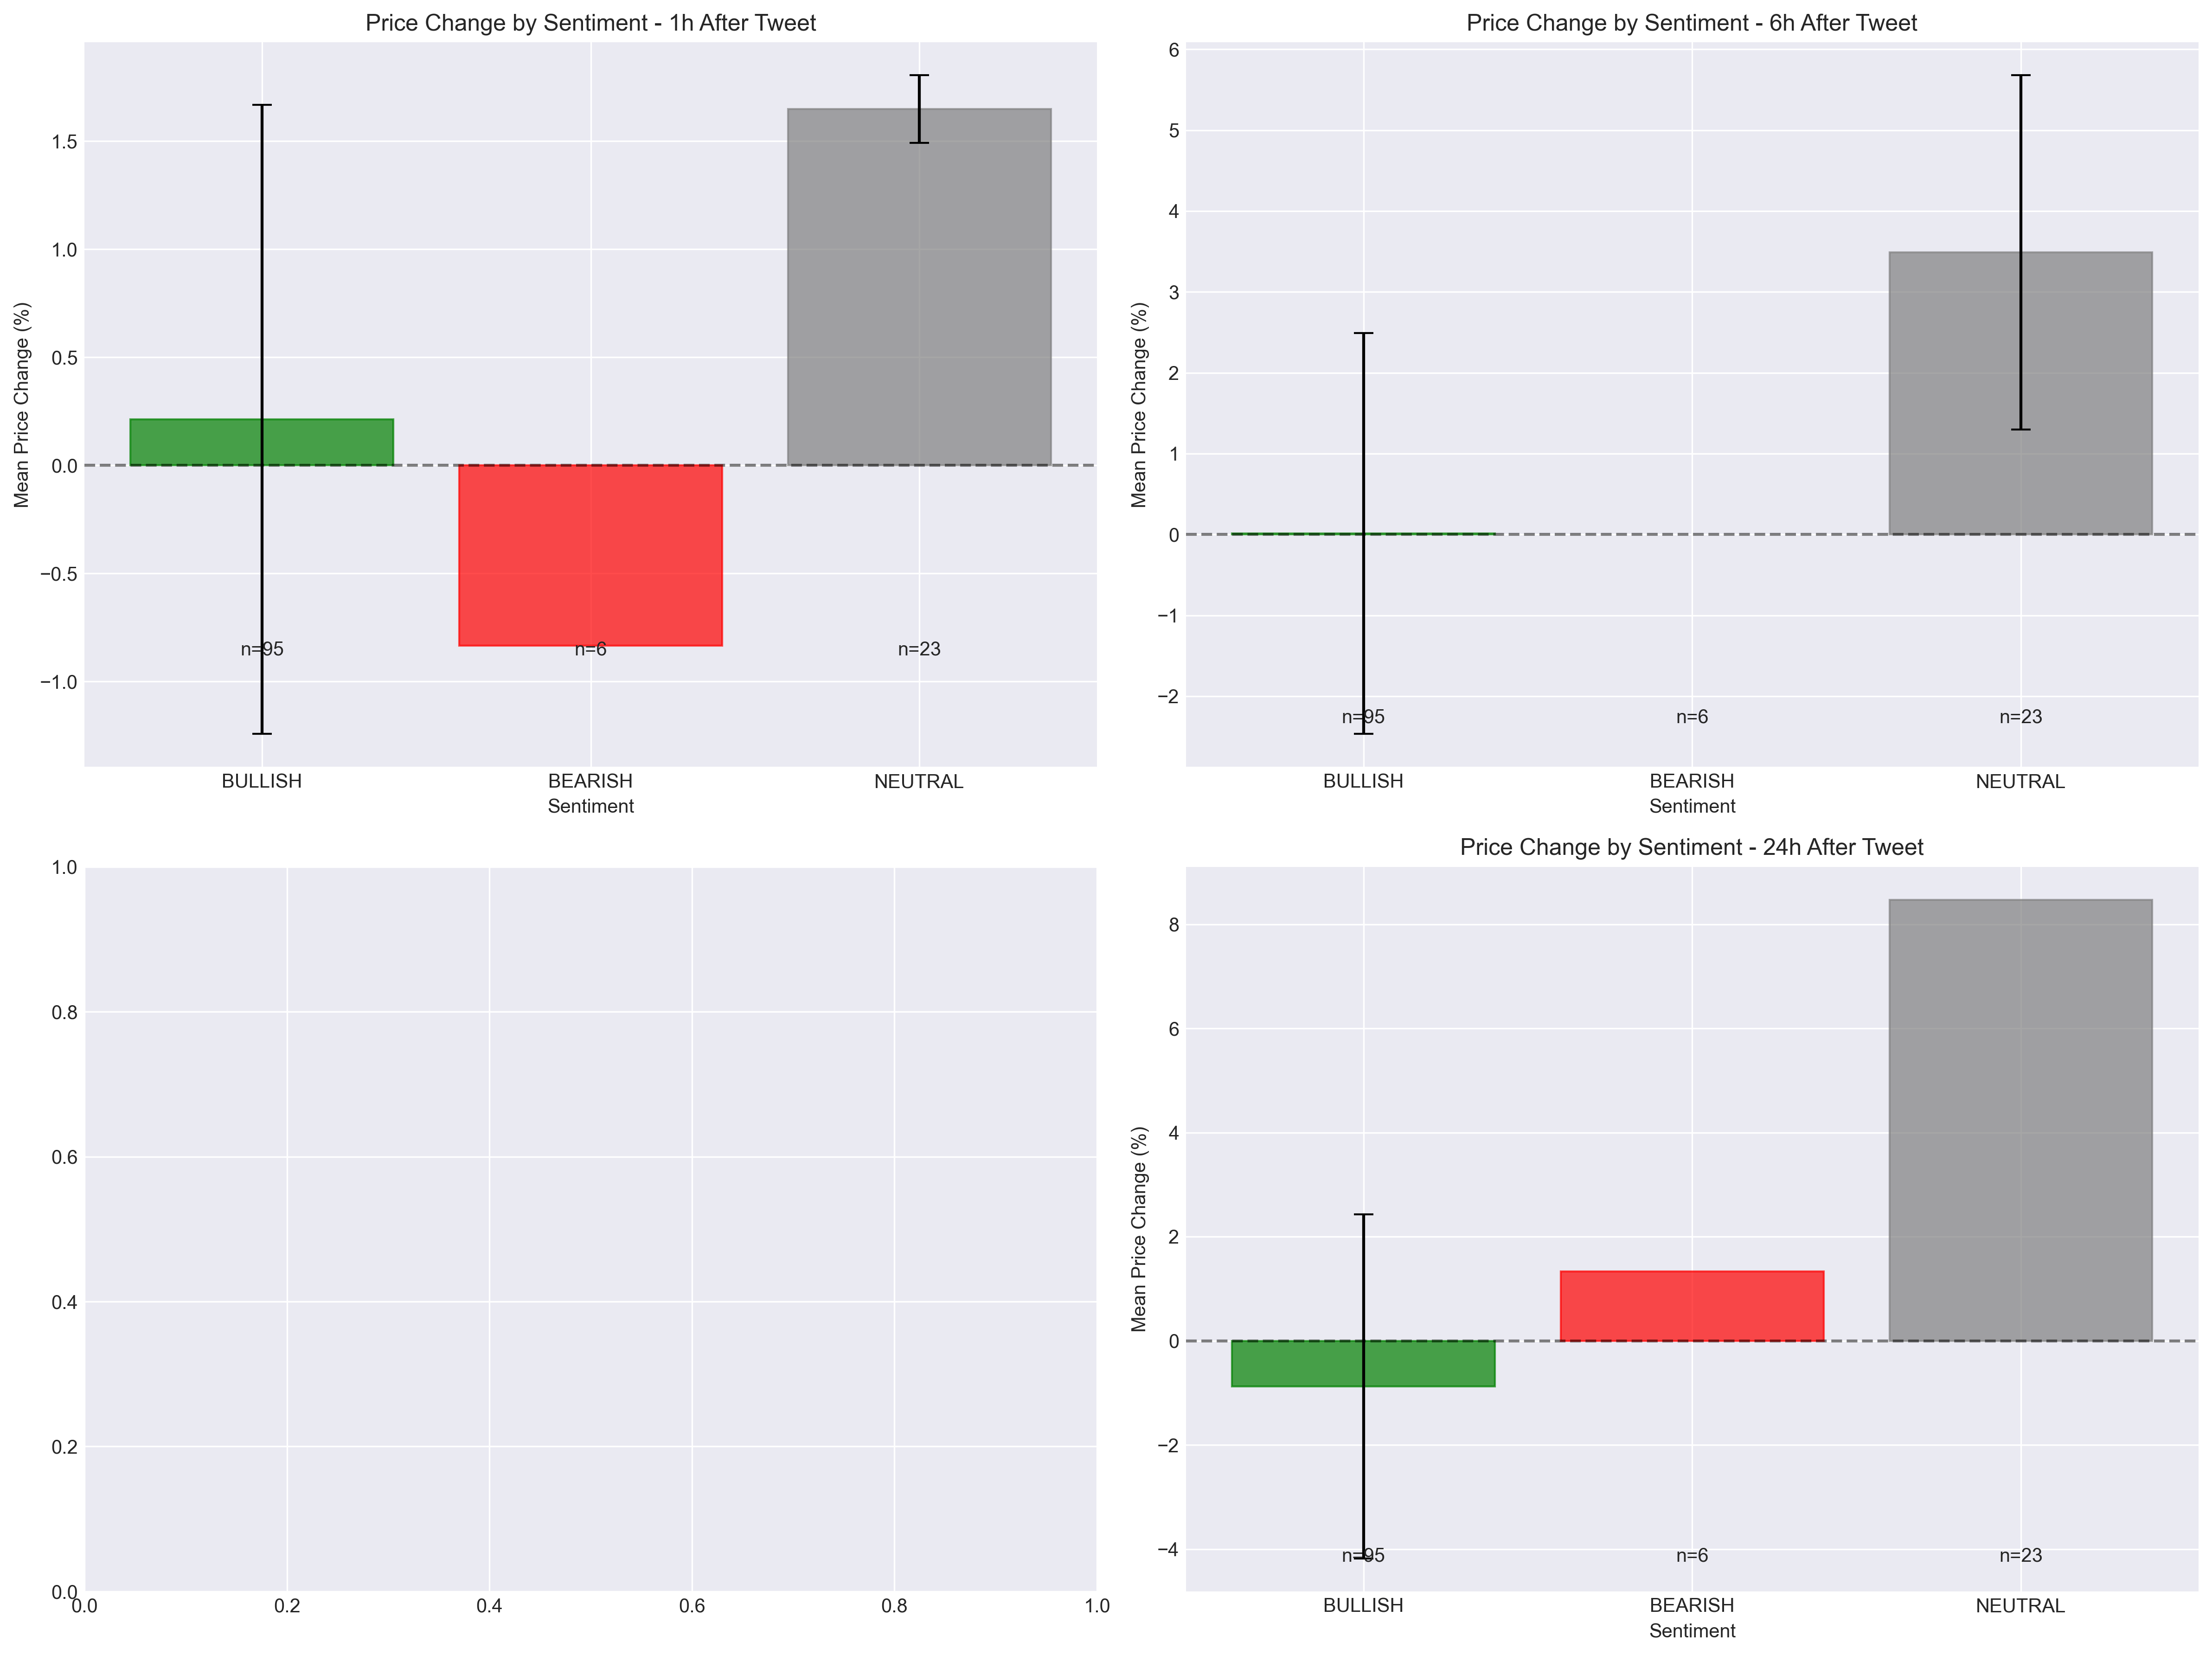 Price Change by Sentiment - 1h After Tweet
Mean Price Change (%)
1.5
1.0
0.5
0.0
−0.5
−1.0
n=95
n=6
n=23
BULLISH
BEARISH
NEUTRAL
Sentiment
Price Change by Sentiment - 6h After Tweet
Mean Price Change (%)
6
5
4
3
2
1
0
−1
−2
n=95
n=6
n=23
BULLISH
BEARISH
NEUTRAL
Sentiment
1.0
0.8
0.6
0.4
0.2
0.0
0.0
0.2
0.4
0.6
0.8
1.0
Price Change by Sentiment - 24h After Tweet
Mean Price Change (%)
8
6
4
2
0
−2
−4
n=95
n=6
n=23
BULLISH
BEARISH
NEUTRAL
Sentiment